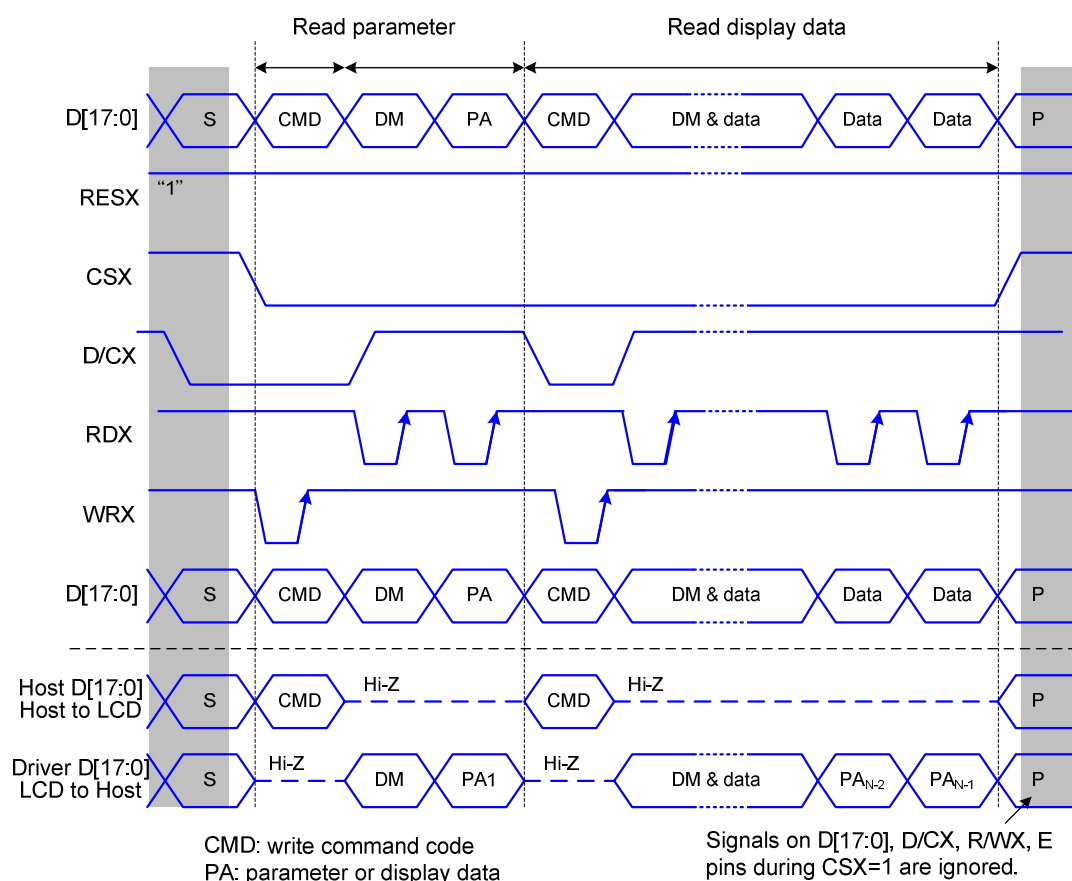 Read parameter
Read display data
D[17:0]
S
CMD
DM
PA
CMD
DM & data
Data
Data
P
RESX
“1”
CSX
D/CX
RDX
WRX
D[17:0]
S
CMD
DM
PA
CMD
DM & data
Data
Data
P
Host D[17:0]
Host to LCD
S
CMD
Hi-Z
CMD
Hi-Z
P
Driver D[17:0]
LCD to Host
S
Hi-Z
DM
PA1
Hi-Z
DM & data
PAN-2
PAN-1
P
CMD: write command code
PA: parameter or display data
Signals on D[17:0], D/CX, R/WX, E
pins during CSX=1 are ignored.